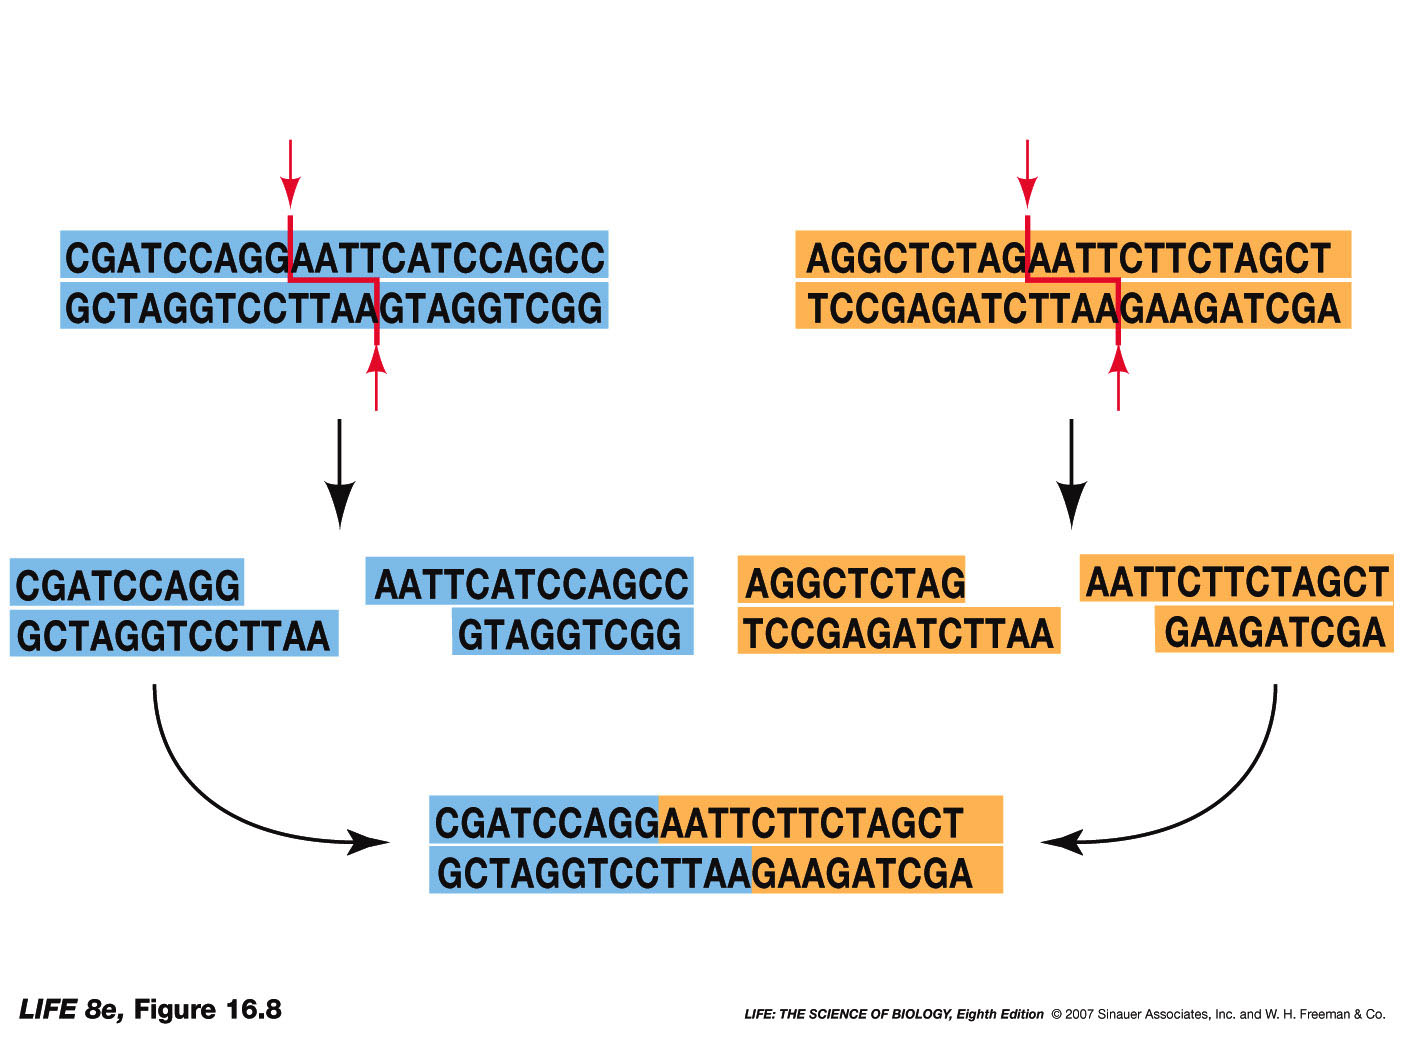 CGATCCAGGAATTCATCCAGCC
GCTAGGTCCTTAAGTAGGTCGG
AGGCTCTAGAATTCTTCTAGCT
TCCGAGATCTTAAGAAGATCGA
CGATCCAGG
GCTAGGTCCTTAA
AATTCATCCAGCC
GTAGGTCGG
AGGCTCTAG
TCCGAGATCTTAA
AATTCTTCTAGCT
GAAGATCGA
CGATCCAGGAATTCTTCTAGCT
GCTAGGTCCTTAAGAAGATCGA
LIFE 8e, Figure 16.8
LIFE: THE SCIENCE OF BIOLOGY, Eighth Edition © 2007 Sinauer Associates, Inc. and W. H. Freeman & Co.